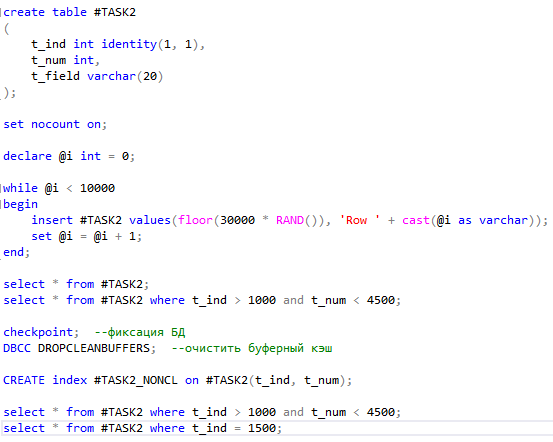 create table #TASK2
(
t_ind int identity(1, 1),
t_num int,
t_field varchar(20)
);
set nocount on;
declare @i int = 0;
while @i < 10000
begin
insert #TASK2 values(floor(30000 * RAND()), 'Row ' + cast(@i as varchar));
set @i = @i + 1;
end;
select * from #TASK2;
select * from #TASK2 where t_ind > 1000 and t_num < 4500;
checkpoint;  --фиксация БД
DBCC DROPCLEANBUFFERS;  --очистить буферный кэш
CREATE index #TASK2_NONCL on #TASK2(t_ind, t_num);
select * from #TASK2 where t_ind > 1000 and t_num < 4500;
select * from #TASK2 where t_ind = 1500;